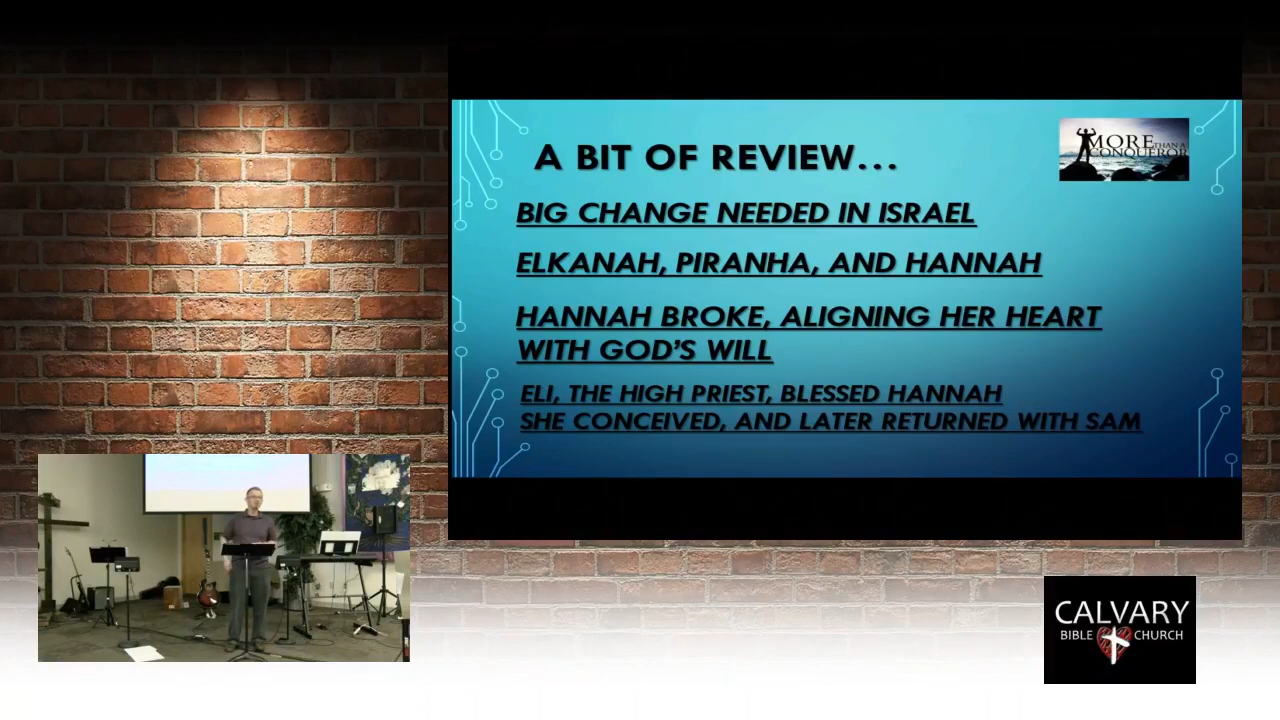 A BIT OF REVIEW...
MORE THAN A
CONQUEROR
BIG CHANGE NEEDED IN ISRAEL
ELKANAH, PIRANHA, AND HANNAH
HANNAH BROKE, ALIGNING HER HEART
WITH GOD'S WILL
ELI, THE HIGH PRIEST, BLESSED HANNAH
SHE CONCEIVED, AND LATER RETURNED WITH SAM
CALVARY
BIBLE CHURCH